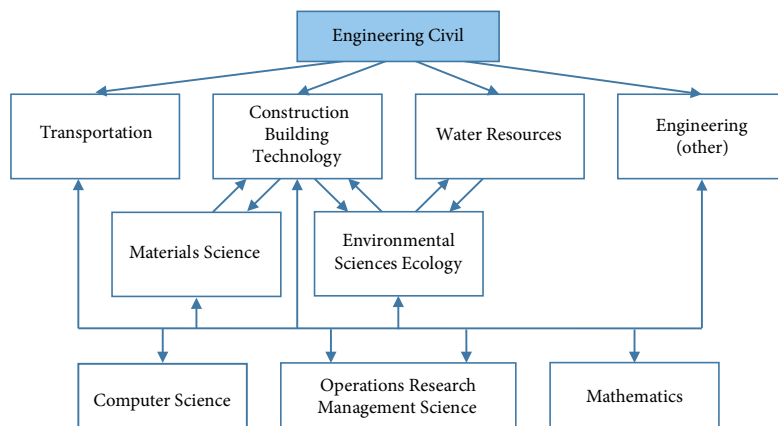 Engineering Civil
Transportation
Construction
Building
Technology
Water Resources
Engineering
(other)
Materials Science
Environmental
Sciences Ecology
Computer Science
Operations Research
Management Science
Mathematics